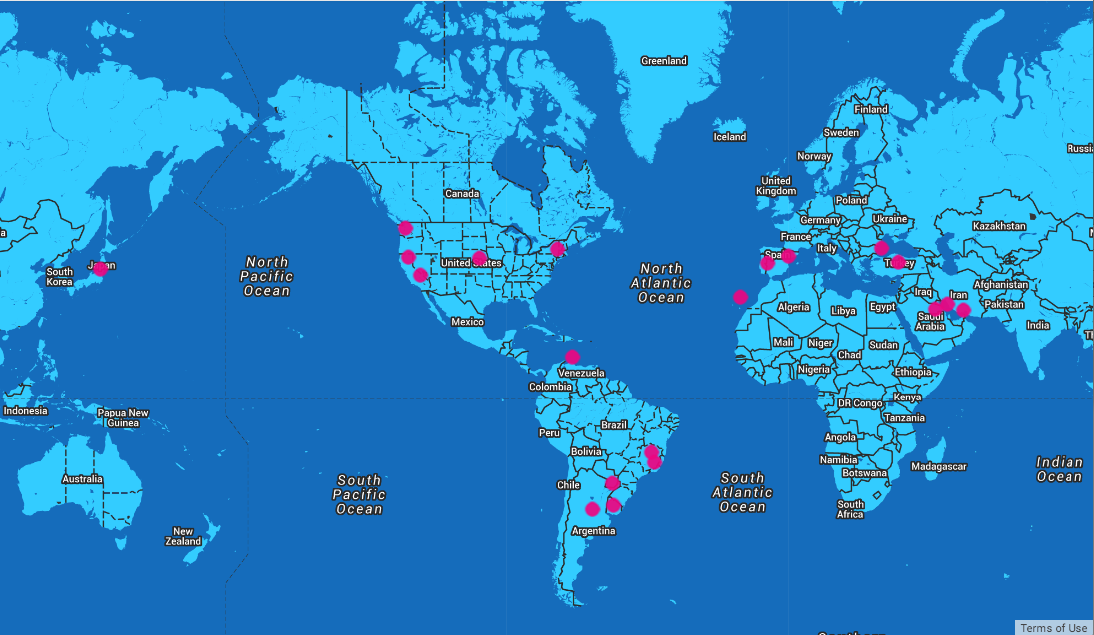 Greenland
Finland
Iceland
Sweden
Norway
Russia
United
Kingdom
Canada
Poland
Germany
Ukraine
Kazakhstan
France
Italy
Spain
Turkey
Japan
South
Korea
United States
North
Pacific
Ocean
North
Atlantic
Ocean
Afghanistan
Iraq
Iran
Pakistan
Algeria
Libya
Egypt
Saudi
Arabia
Mexico
India
Mali
Niger
Chad
Sudan
Venezuela
Nigeria
Ethiopia
Colombia
Indonesia
Papua New
Guinea
DR Congo
Kenya
Tanzania
Peru
Brazil
Bolivia
Angola
Namibia
Botswana
Madagascar
Australia
Chile
South
Pacific
Ocean
South
Atlantic
Ocean
Indian
Ocean
South
Africa
New
Zealand
Argentina
Terms of Use